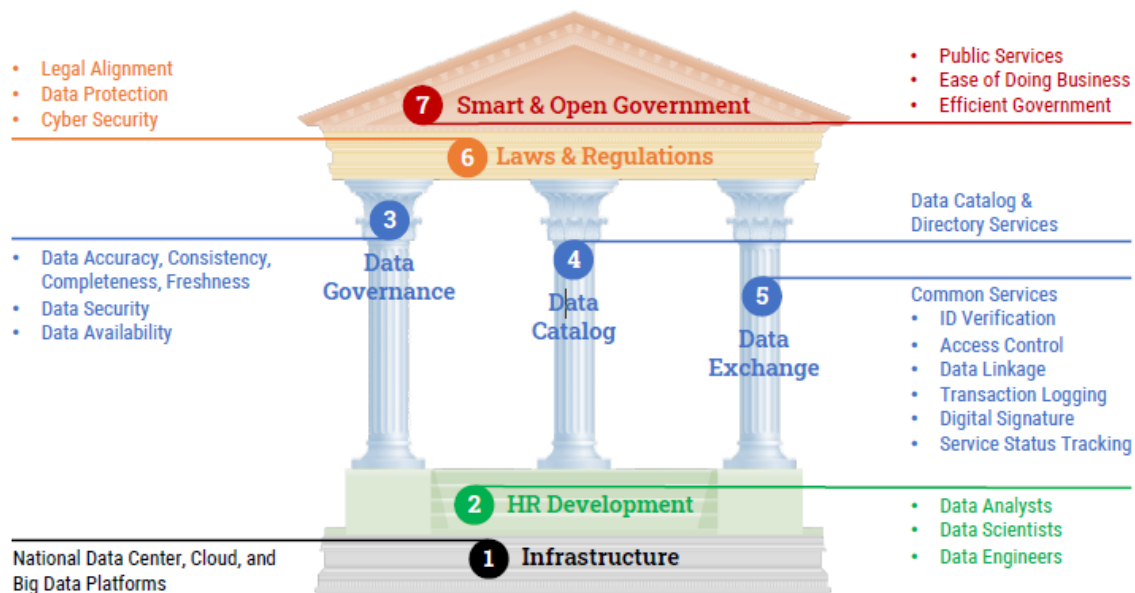 • Legal Alignment
• Data Protection
• Cyber Security
• Public Services
• Ease of Doing Business
• Efficient Government
7 Smart & Open Government
6 Laws & Regulations
3
Data
Governance
• Data Accuracy, Consistency,
Completeness, Freshness
• Data Security
• Data Availability
4
Data
Catalog
Data Catalog &
Directory Services
5
Data
Exchange
Common Services
• ID Verification
• Access Control
• Data Linkage
• Transaction Logging
• Digital Signature
• Service Status Tracking
2 HR Development
• Data Analysts
• Data Scientists
• Data Engineers
1 Infrastructure
National Data Center, Cloud, and
Big Data Platforms